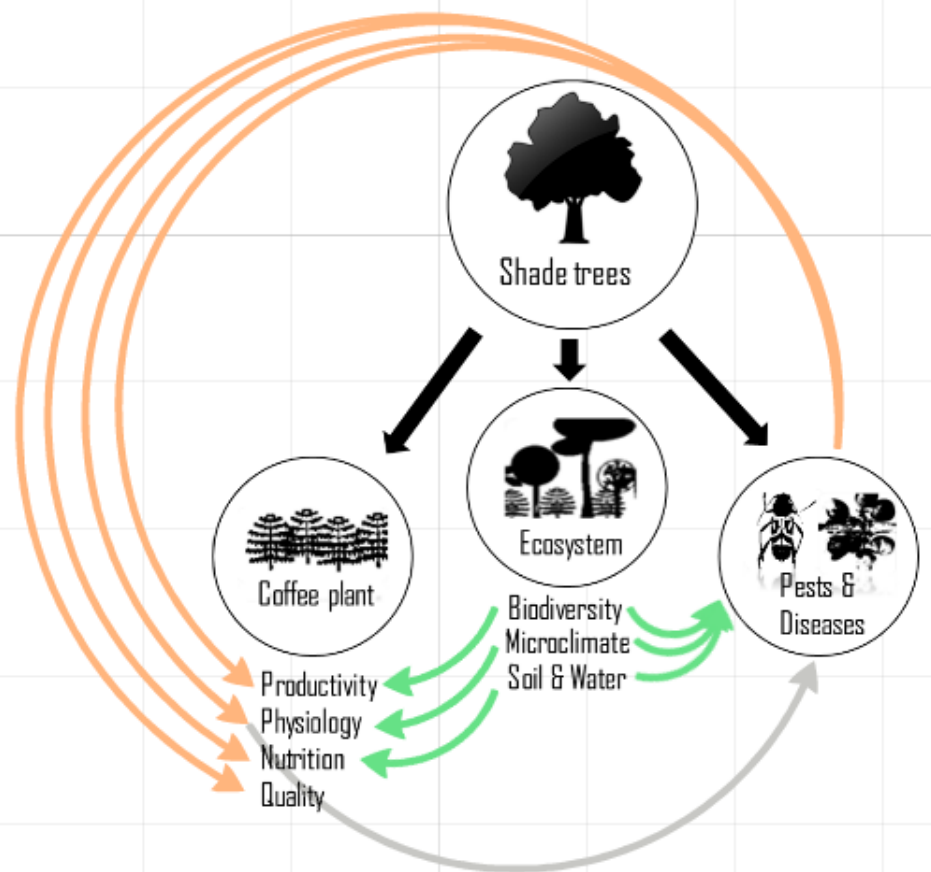 Shade trees
Ecosystem
Coffee plant
Pests &
Diseases
Biodiversity
Microclimate
Soil & Water
Productivity
Physiology
Nutrition
Quality